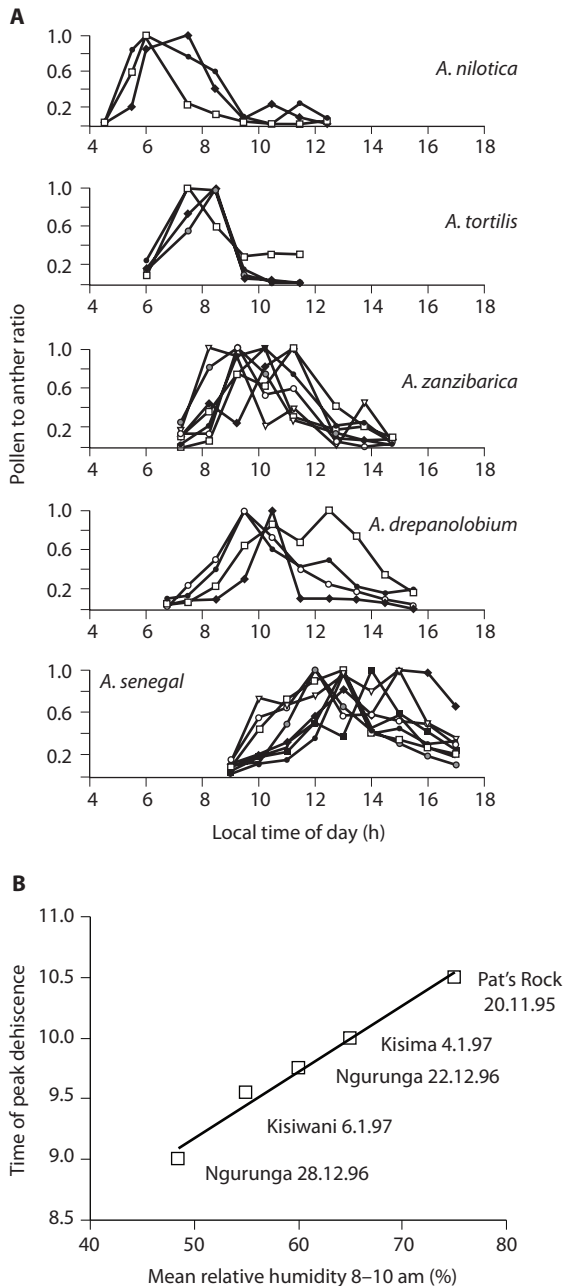 A
1.0
0.6
0.2
A. nilotica
4 6 8 10 12 14 16 18
1.0
0.6
0.2
A. tortilis
4 6 8 10 12 14 16 18
Pollen to anther ratio
1.0
0.6
0.2
A. zanzibarica
4 6 8 10 12 14 16 18
1.0
0.6
0.2
A. drepanolobium
4 6 8 10 12 14 16 18
1.0
0.6
0.2
A. senegal
4 6 8 10 12 14 16 18
Local time of day (h)
B
Time of peak dehiscence
11.0
10.5
10.0
9.5
9.0
8.5
Pat’s Rock
20.11.95
Kisima 4.1.97
Ngurunga 22.12.96
Kisiwani 6.1.97
Ngurunga 28.12.96
40 50 60 70 80
Mean relative humidity 8–10 am (%)